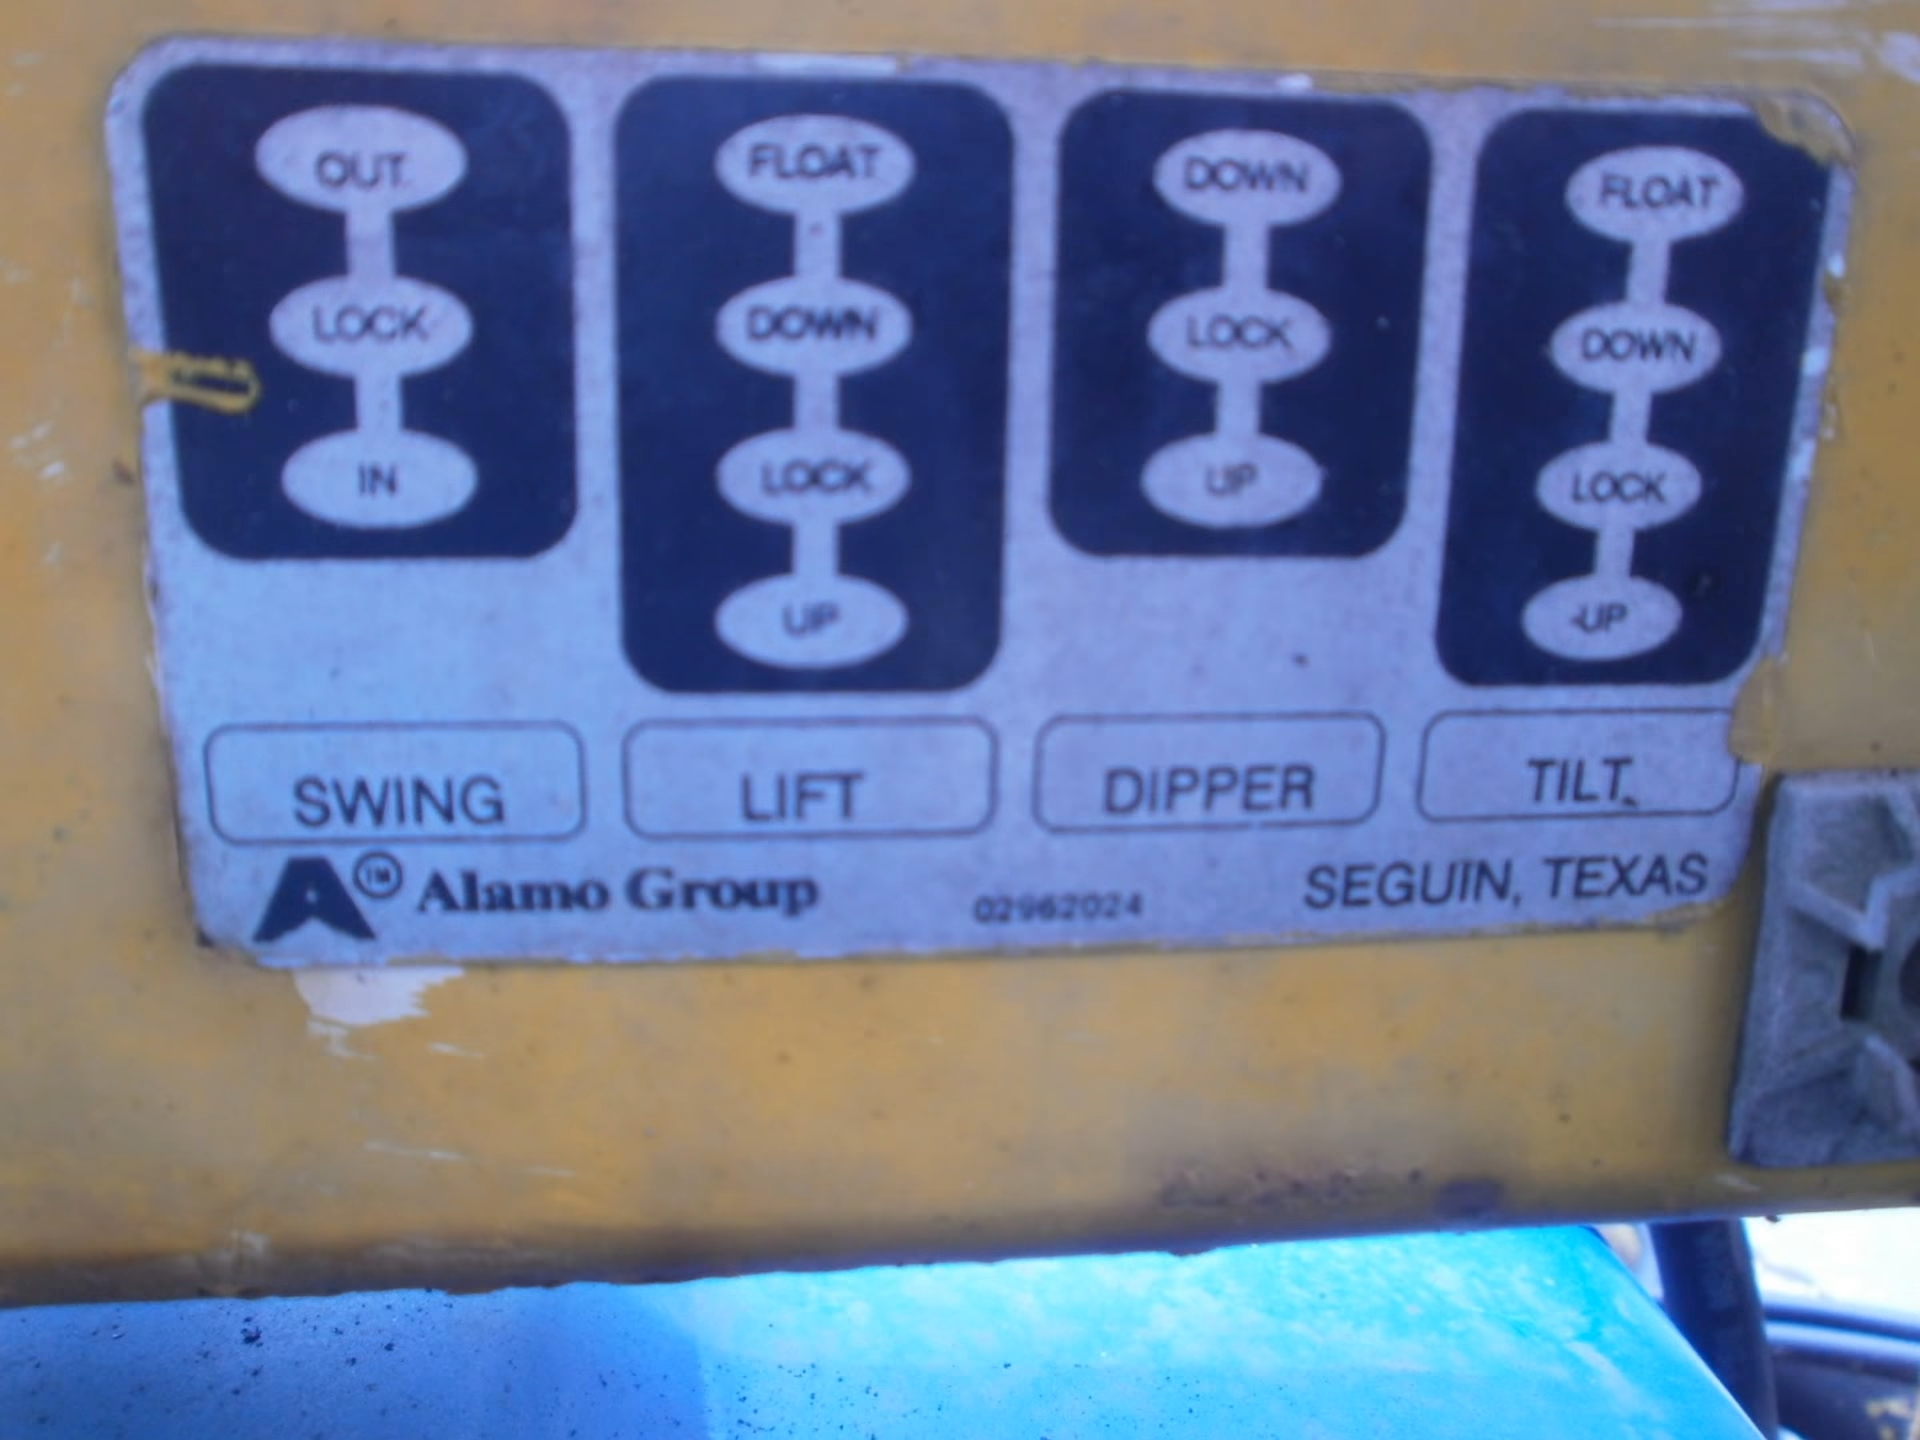 OUT
LOCK
IN
SWING
FLOAT
DOWN
LOCK
UP
LIFT
DOWN
LOCK
UP
DIPPER
FLOAT
DOWN
LOCK
UP
TILT
A™ Alamo Group
02962024
SEGUIN, TEXAS